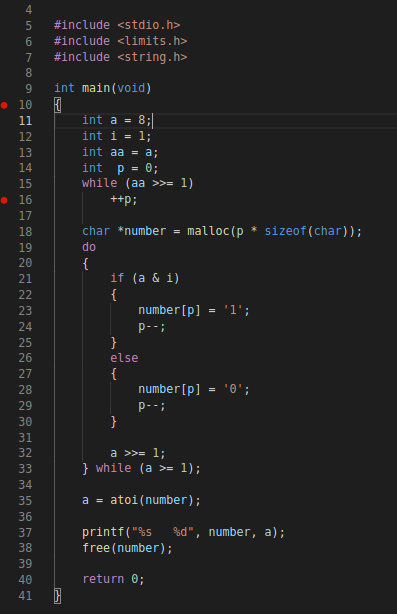 4
5 #include <stdio.h>
6 #include <limits.h>
7 #include <string.h>
8
9 int main(void)
10 {
11     int a = 8;
12     int i = 1;
13     int aa = a;
14     int  p = 0;
15     while (aa >>= 1)
16         ++p;
17
18     char *number = malloc(p * sizeof(char));
19     do
20     {
21         if (a & i)
22         {
23             number[p] = '1';
24             p--;
25         }
26         else
27         {
28             number[p] = '0';
29             p--;
30         }
31
32         a >>= 1;
33     } while (a >= 1);
34
35     a = atoi(number);
36
37     printf("%s   %d", number, a);
38     free(number);
39
40     return 0;
41 }